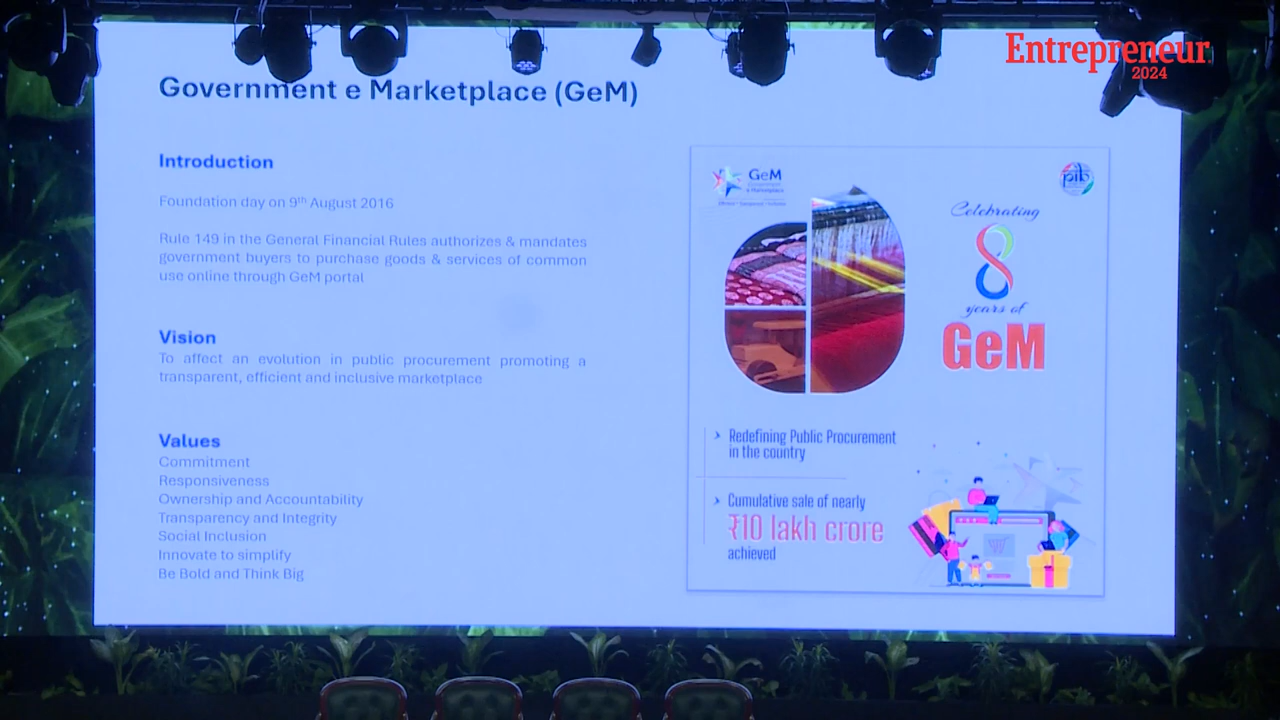 Entrepreneur
2024
Government e Marketplace (GeM)
Introduction
Foundation day on 9th August 2016
Rule 149 in the General Financial Rules authorizes & mandates
government buyers to purchase goods & services of common
use online through GeM portal
Vision
To affect an evolution in public procurement promoting a
transparent, efficient and inclusive marketplace
Values
Commitment
Responsiveness
Ownership and Accountability
Transparency and Integrity
Social Inclusion
Innovate to simplify
Be Bold and Think Big
GeM
Government
e Marketplace
pib
Celebrating
8
years of
GeM
➤ Redefining Public Procurement
in the country
➤ Cumulative sale of nearly
₹10 lakh crore
achieved